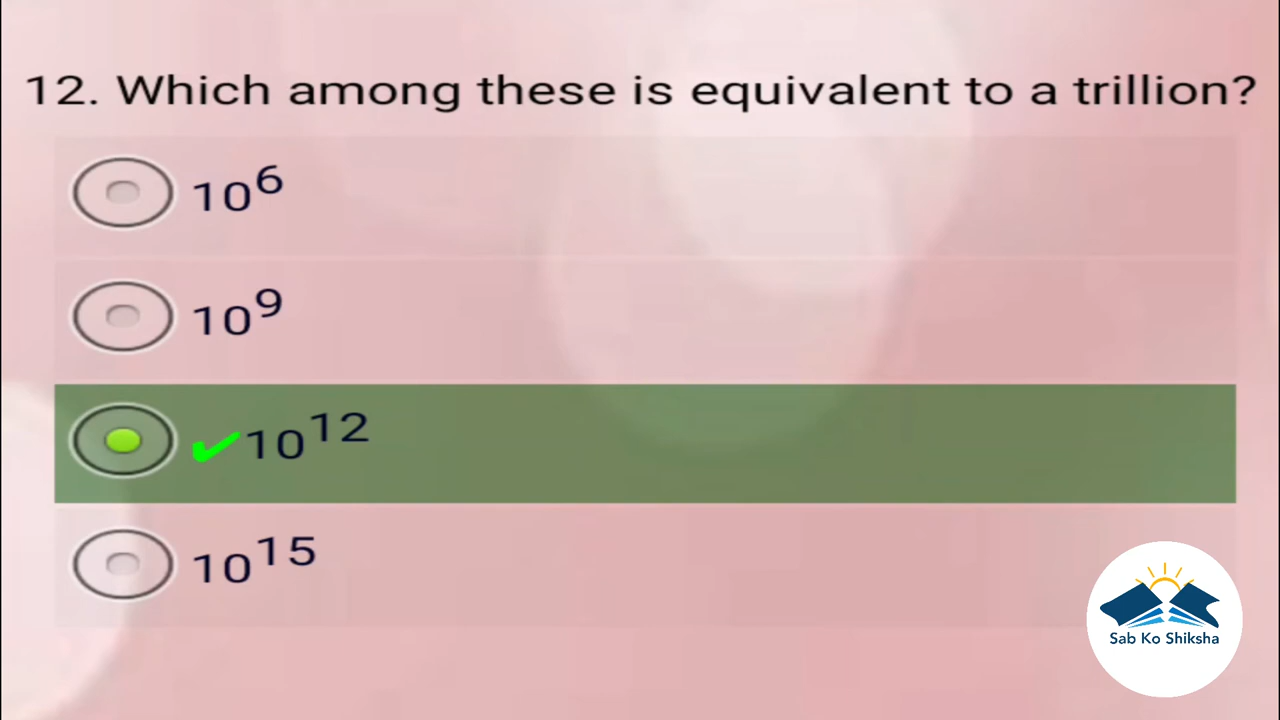 12. Which among these is equivalent to a trillion?
10⁶
10⁹
✔10¹²
10¹⁵
Sab Ko Shiksha